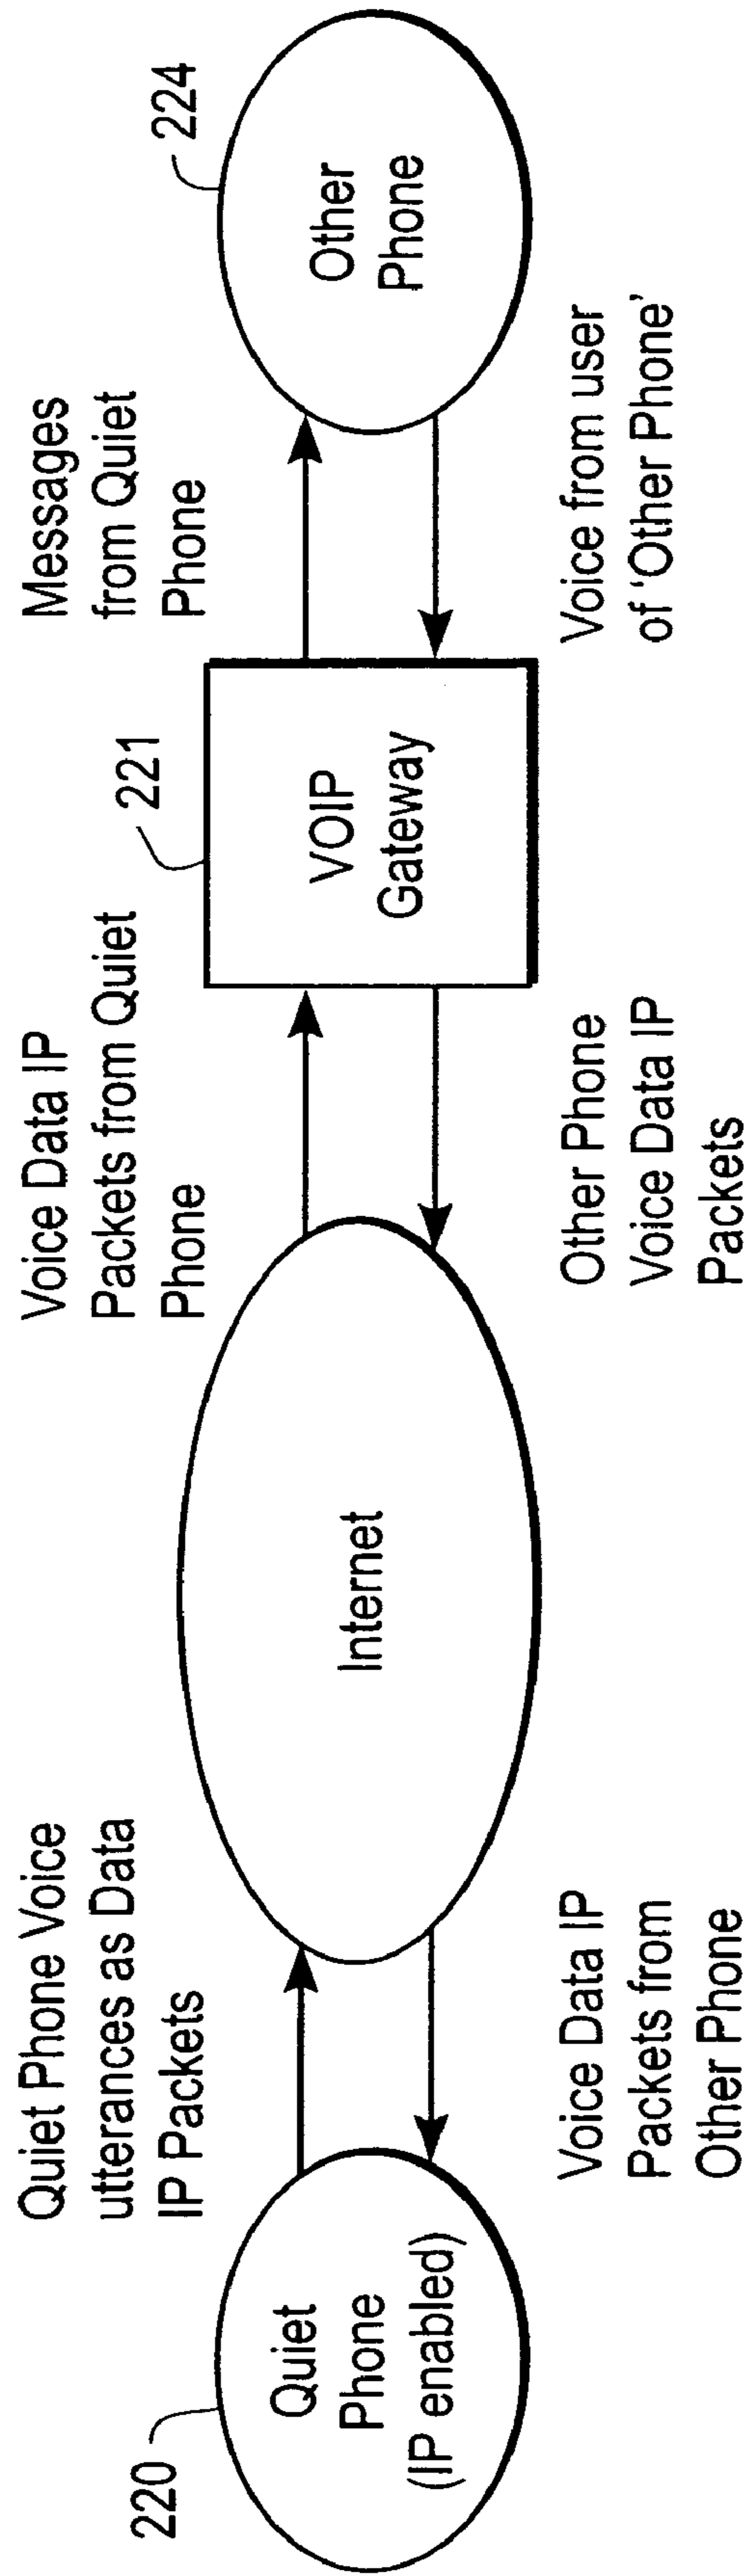 Quiet Phone Voice
utterances as Data
IP Packets
Voice Data IP
Packets from Quiet
Phone
Messages
from Quiet
Phone
220
221
224
Quiet
Phone
(IP enabled)
Internet
VOIP
Gateway
Other
Phone
Voice Data IP
Packets from
Other Phone
Other Phone
Voice Data IP
Packets
Voice from user
of 'Other Phone'